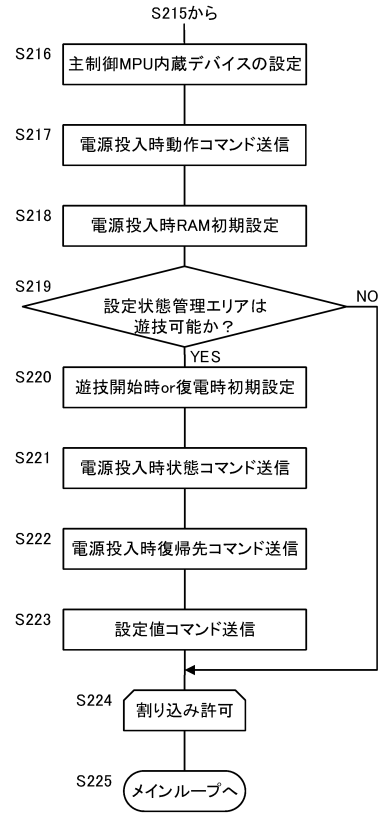 S215から
S216
主制御MPU内蔵デバイスの設定
S217
電源投入時動作コマンド送信
S218
電源投入時RAM初期設定
S219
設定状態管理エリアは
遊技可能か？
NO
YES
S220
遊技開始時or復電時初期設定
S221
電源投入時状態コマンド送信
S222
電源投入時復帰先コマンド送信
S223
設定値コマンド送信
S224
割り込み許可
S225
メインループへ